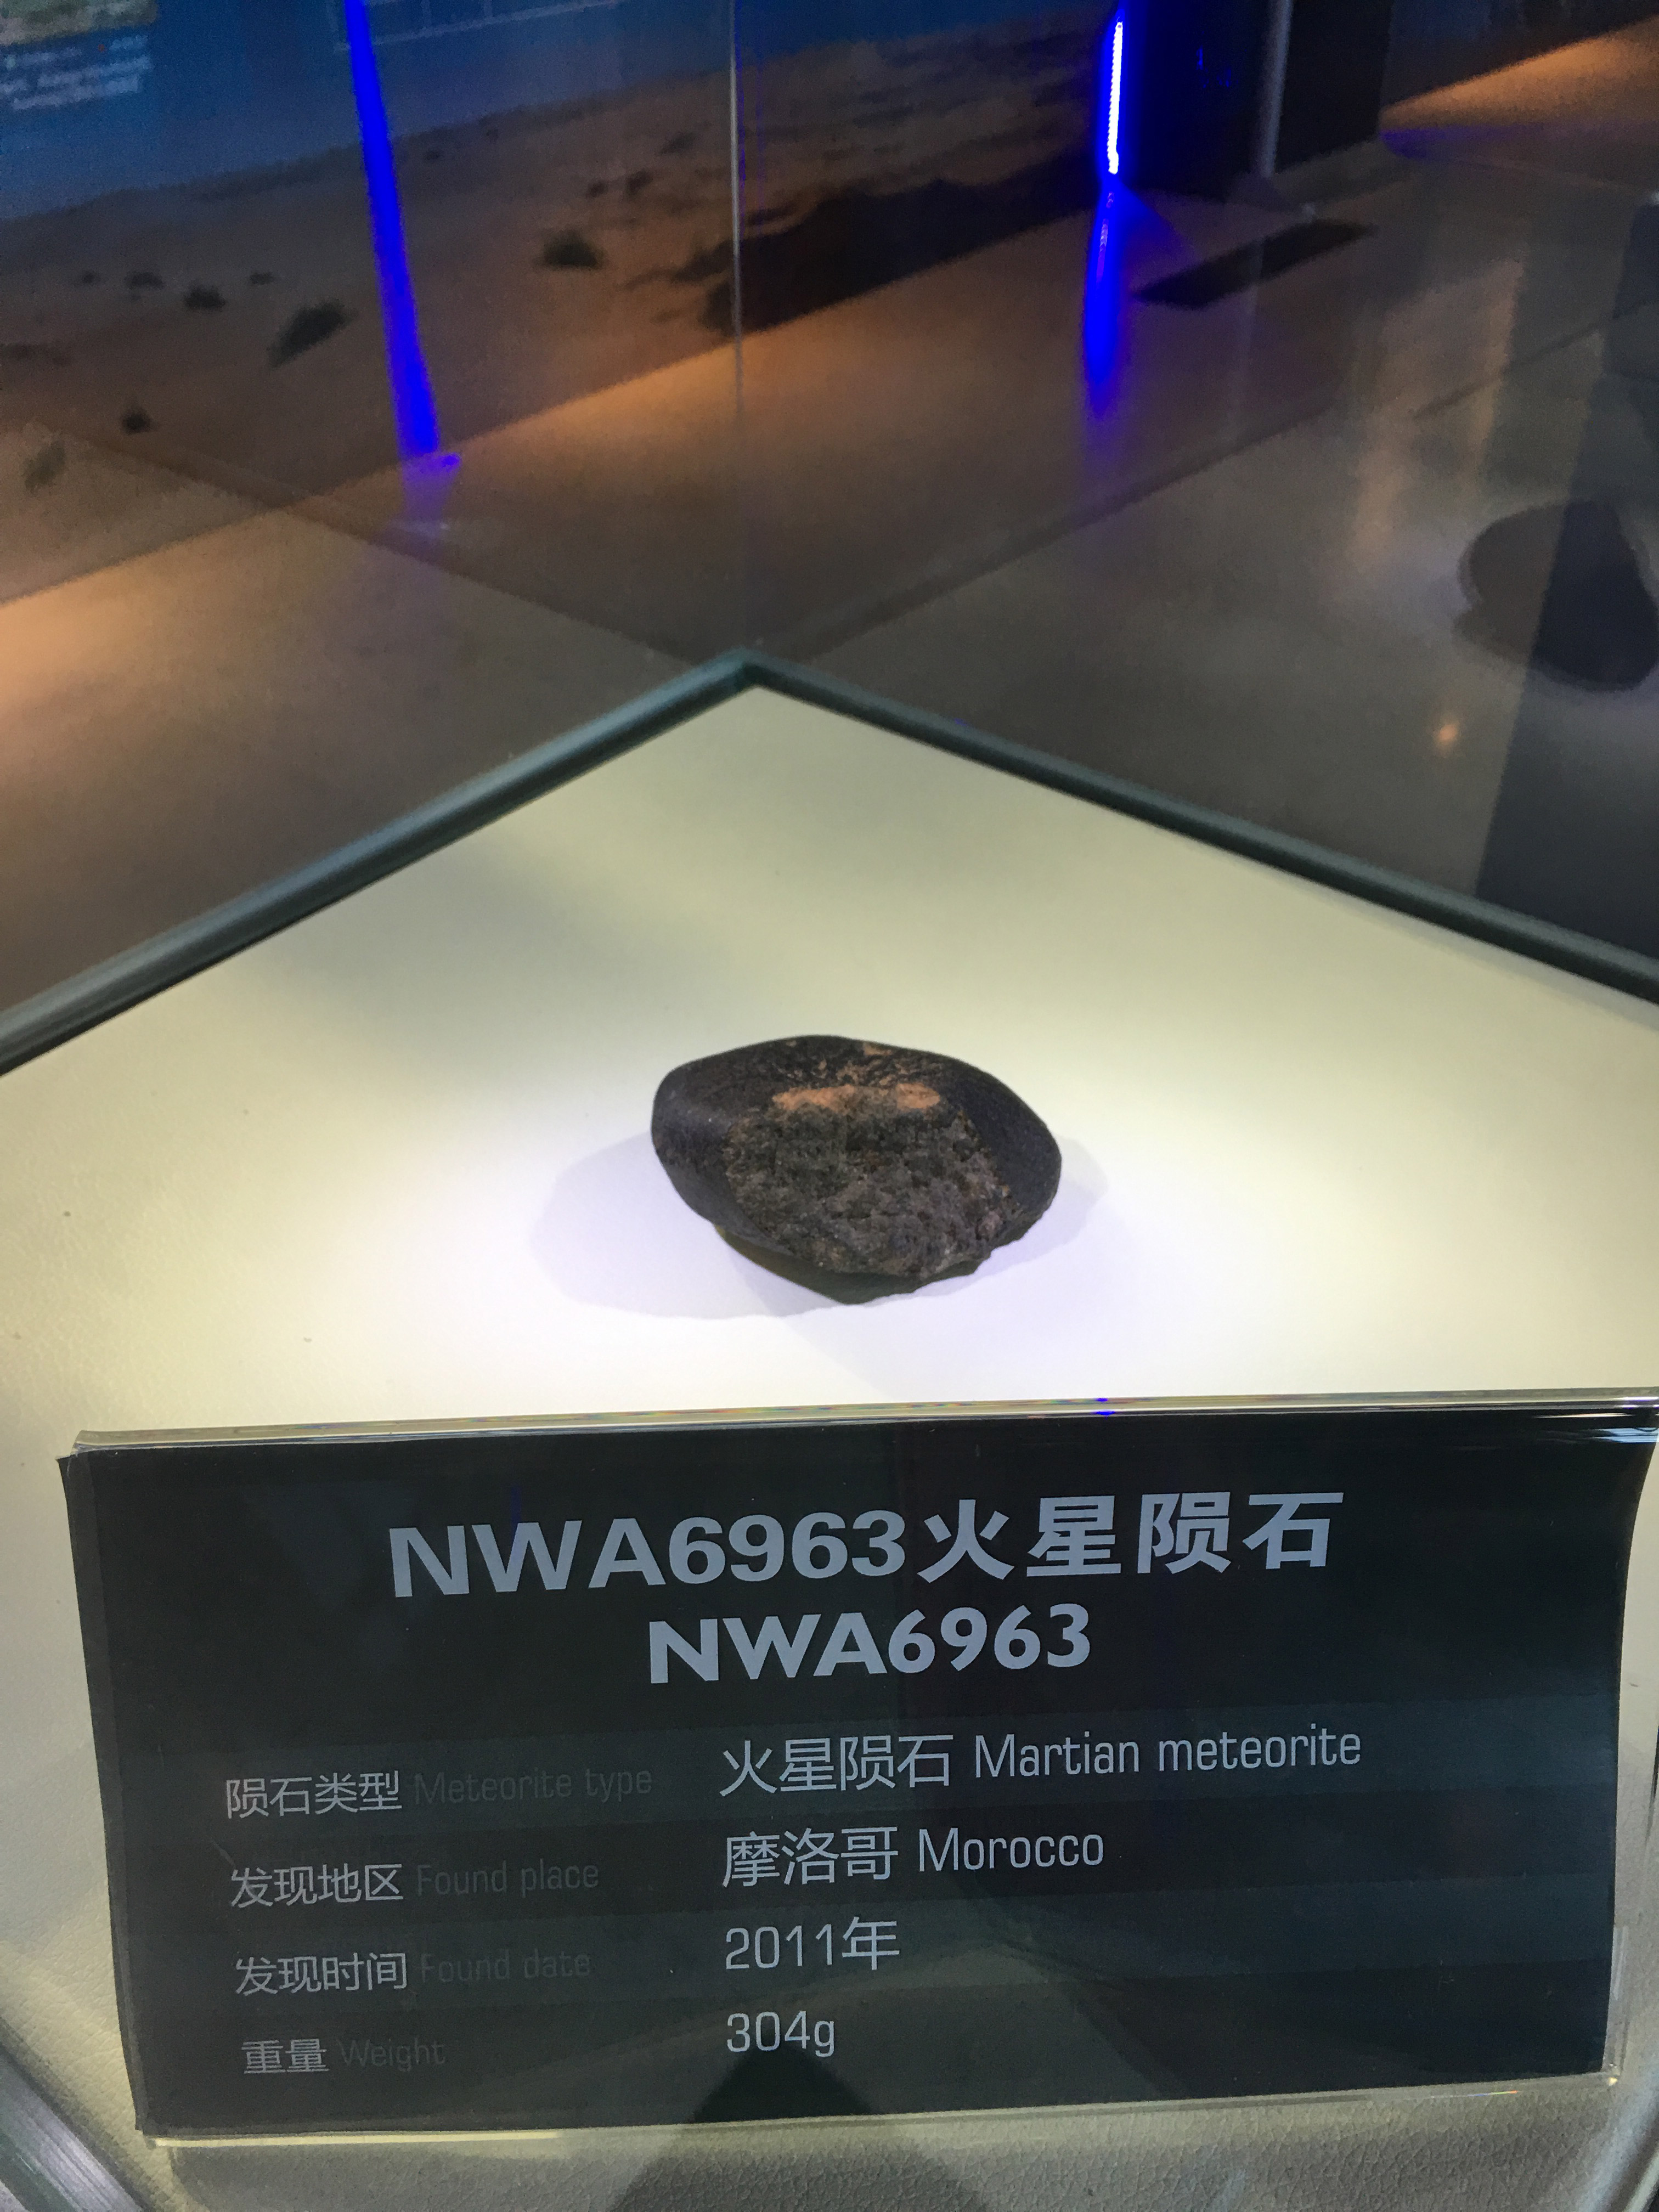 NWA6963火星陨石
NWA6963
陨石类型 Meteorite type 火星陨石 Martian meteorite
发现地区 Found place 摩洛哥 Morocco
发现时间 Found date 2011年
重量 Weight 304g